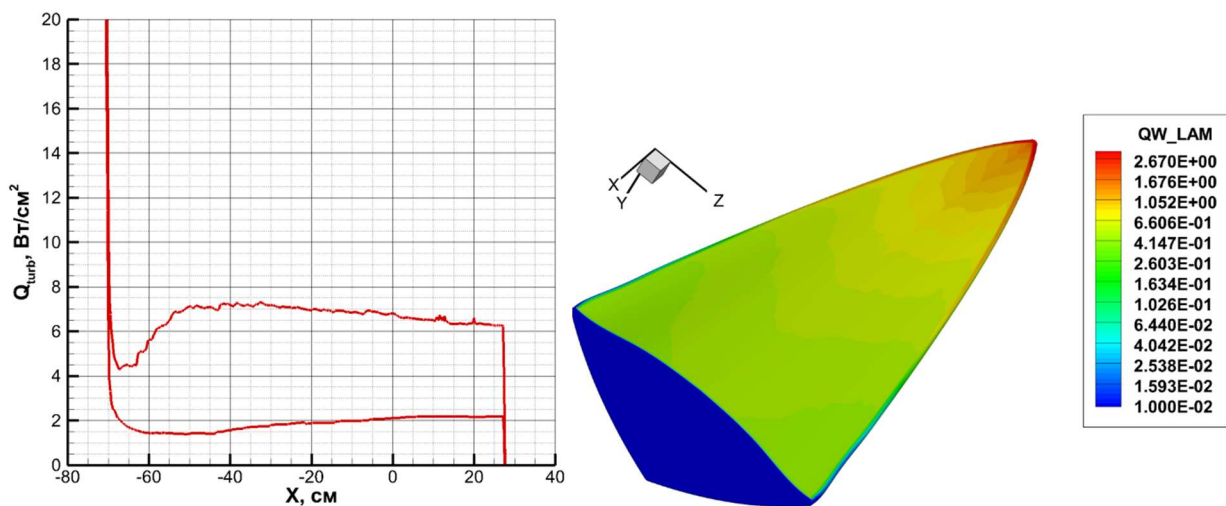 20
18
16
14
12
10
8
6
4
2
0
Q_turb, Вт/см²
-80
-60
-40
-20
0
20
40
X, см
X
Y
Z
QW_LAM
2.670E+00
1.676E+00
1.052E+00
6.606E-01
4.147E-01
2.603E-01
1.634E-01
1.026E-01
6.440E-02
4.042E-02
2.538E-02
1.593E-02
1.000E-02